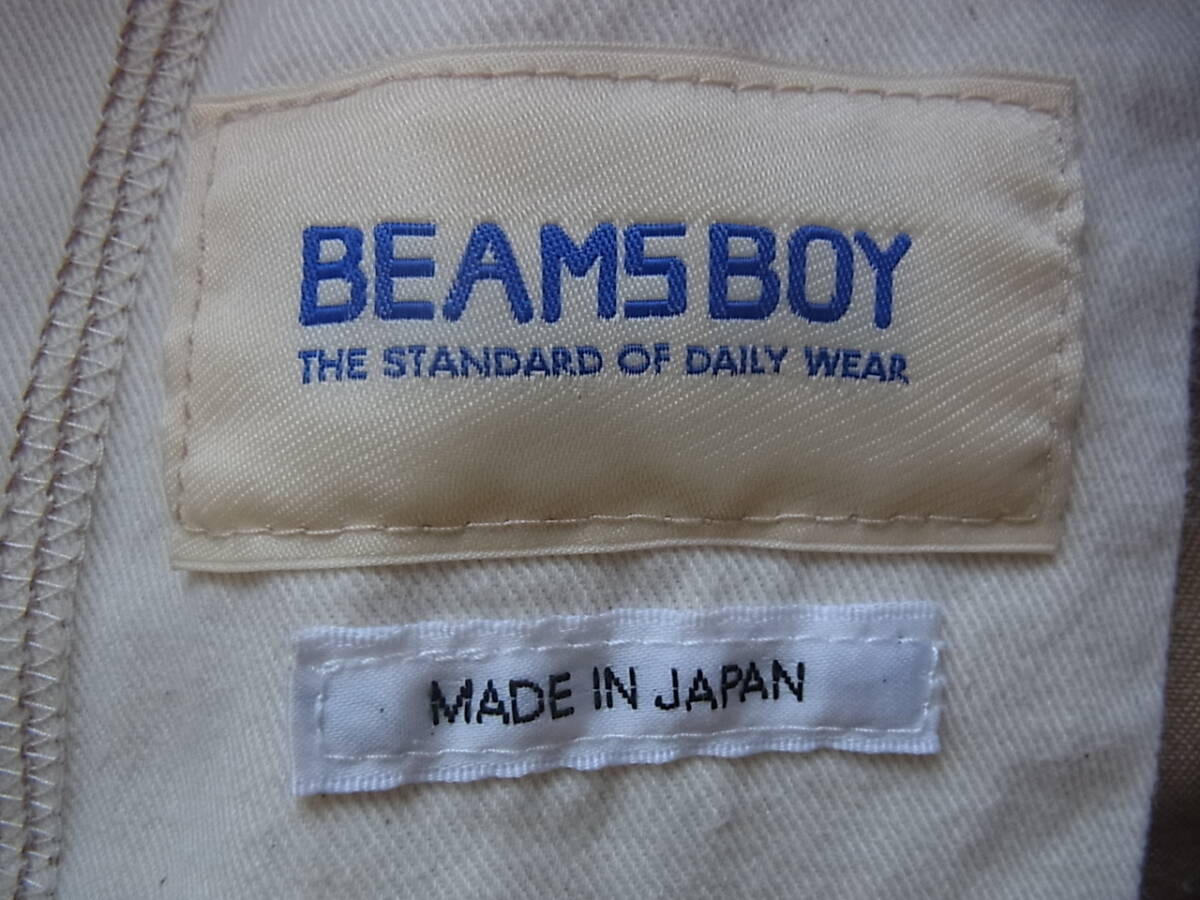 BEAMS BOY
THE STANDARD OF DAILY WEAR
MADE IN JAPAN